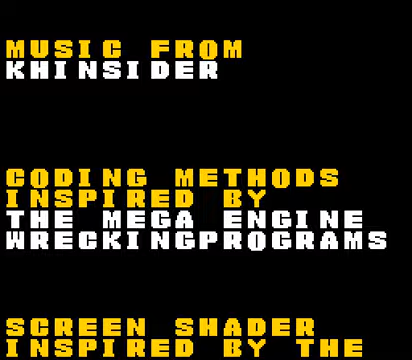 MUSIC FROM
KHINSIDER
CODING METHODS
INSPIRED BY
THE MEGA ENGINE
WRECKINGPROGRAMS
SCREEN SHADER
INSPIRED BY THE